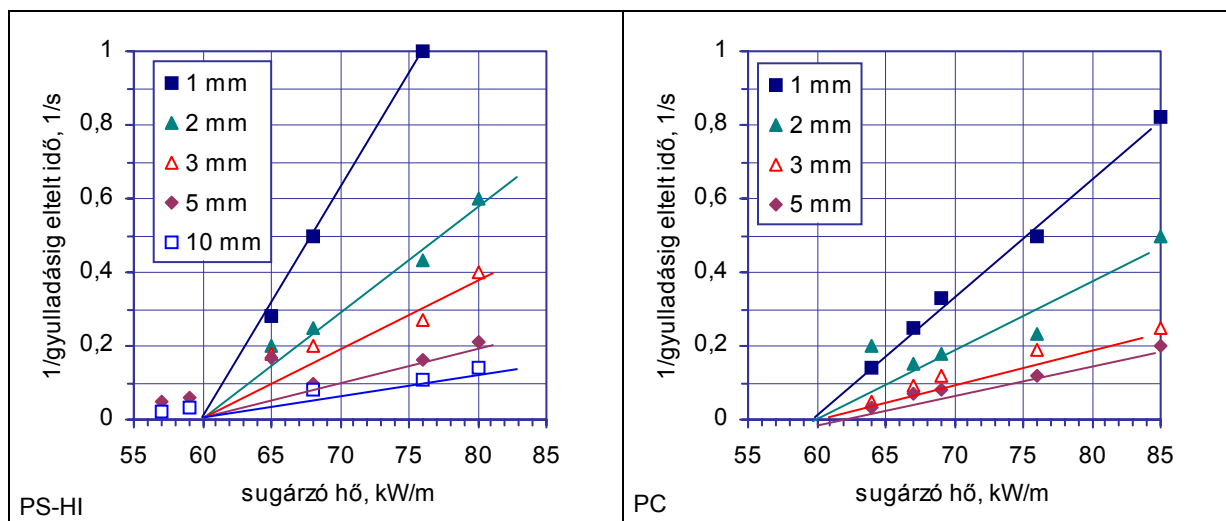 1/gyulladásig eltelt idő, 1/s
1
0,8
0,6
0,4
0,2
0
1 mm
2 mm
3 mm
5 mm
10 mm
55 60 65 70 75 80 85
sugárzó hő, kW/m
PS-HI
1/gyulladásig eltelt idő, 1/s
1
0,8
0,6
0,4
0,2
0
1 mm
2 mm
3 mm
5 mm
55 60 65 70 75 80 85
sugárzó hő, kW/m
PC